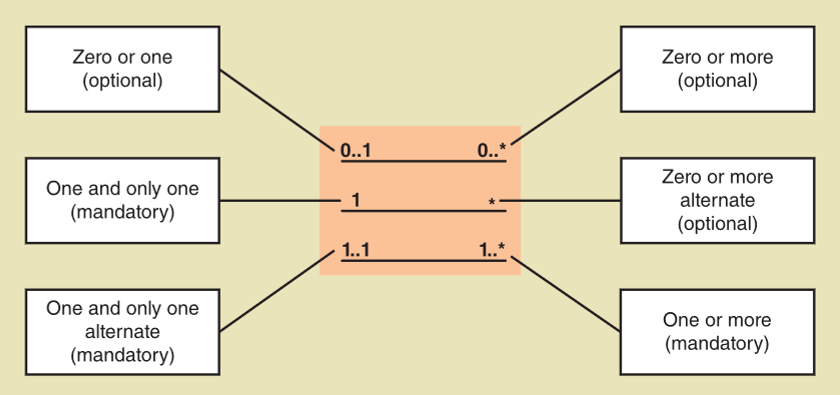 Zero or one
(optional)
Zero or more
(optional)
0..1
0..*
One and only one
(mandatory)
1
*
Zero or more
alternate
(optional)
1..1
1..*
One and only one
alternate
(mandatory)
One or more
(mandatory)